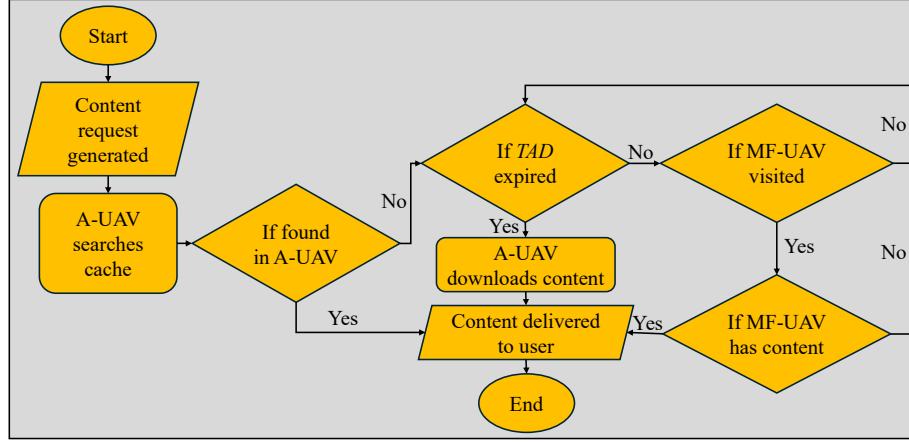 Start
Content
request
generated
A-UAV
searches
cache
If found
in A-UAV
No
Yes
If TAD
expired
No
Yes
A-UAV
downloads content
Content delivered
to user
End
If MF-UAV
visited
No
Yes
If MF-UAV
has content
No
Yes